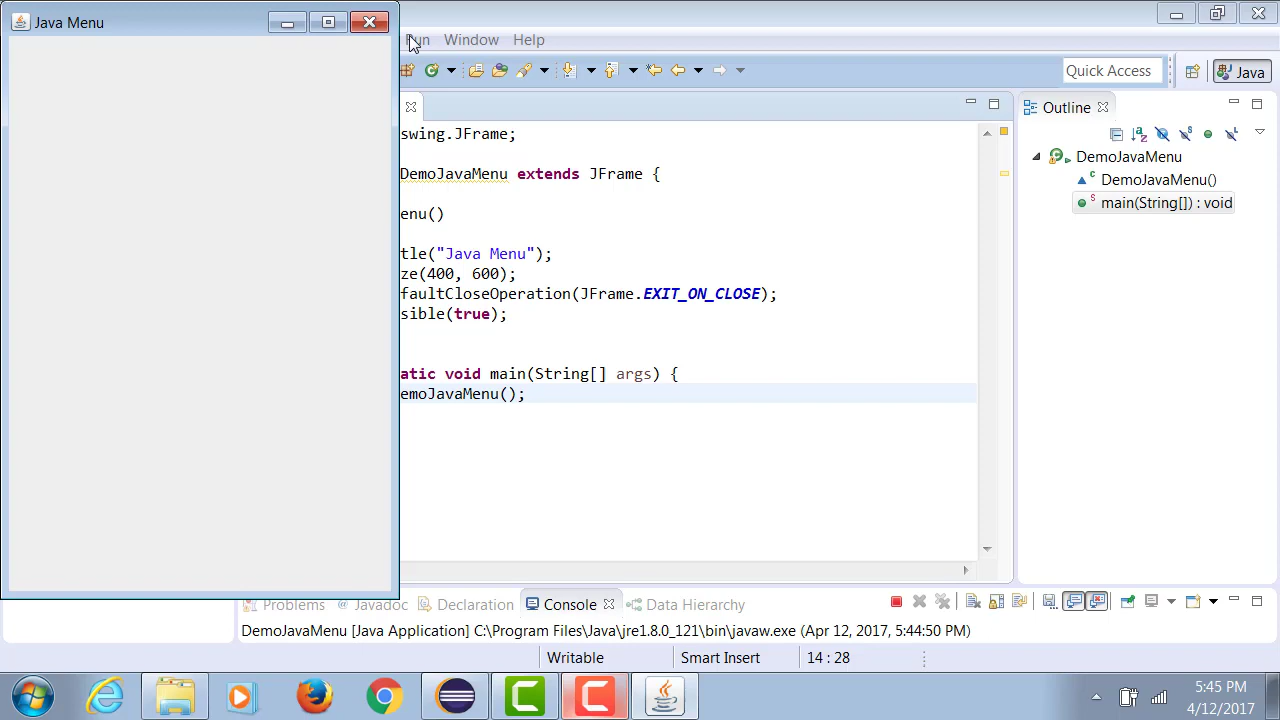 Java Menu
Run Window Help
Quick Access
Java
swing.JFrame;
Outline
DemoJavaMenu extends JFrame {
DemoJavaMenu
DemoJavaMenu()
main(String[]) : void
enu()
tle("Java Menu");
ze(400, 600);
faultCloseOperation(JFrame.EXIT_ON_CLOSE);
sible(true);
atic void main(String[] args) {
emoJavaMenu();
Problems @ Javadoc Declaration Console Data Hierarchy
DemoJavaMenu [Java Application] C:\Program Files\Java\jre1.8.0_121\bin\javaw.exe (Apr 12, 2017, 5:44:50 PM)
Writable Smart Insert 14 : 28
5:45 PM
4/12/2017